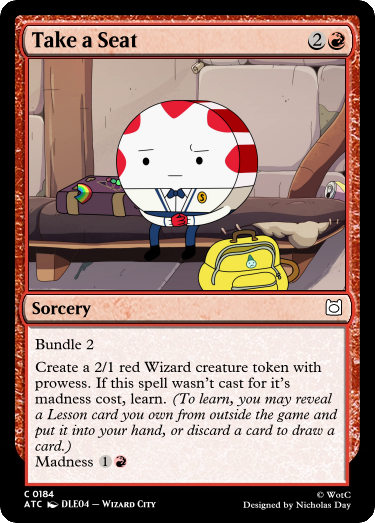 Take a Seat 2
Sorcery
Bundle 2
Create a 2/1 red Wizard creature token with
prowess. If this spell wasn't cast for it's
madness cost, learn. (To learn, you may reveal
a Lesson card you own from outside the game and
put it into your hand, or discard a card to draw a
card.)
Madness 1
C 0184 © WotC
ATC DLE04 – Wizard City Designed by Nicholas Day